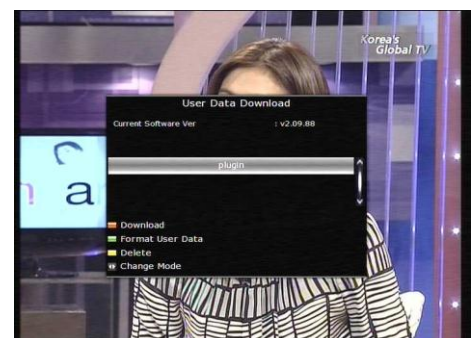 Korea's
Global TV
User Data Download
Current Software Ver : v2.09.88
plugin
Download
Format User Data
Delete
Change Mode
a